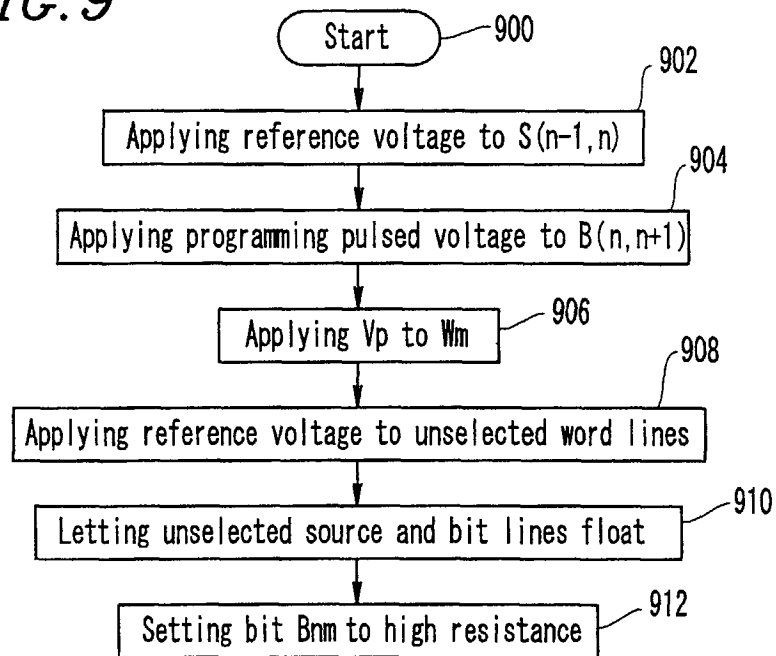 FIG. 9
Start
900
902
Applying reference voltage to S(n-1,n)
904
Applying programming pulsed voltage to B(n,n+1)
906
Applying Vp to Wm
908
Applying reference voltage to unselected word lines
910
Letting unselected source and bit lines float
912
Setting bit Bnm to high resistance